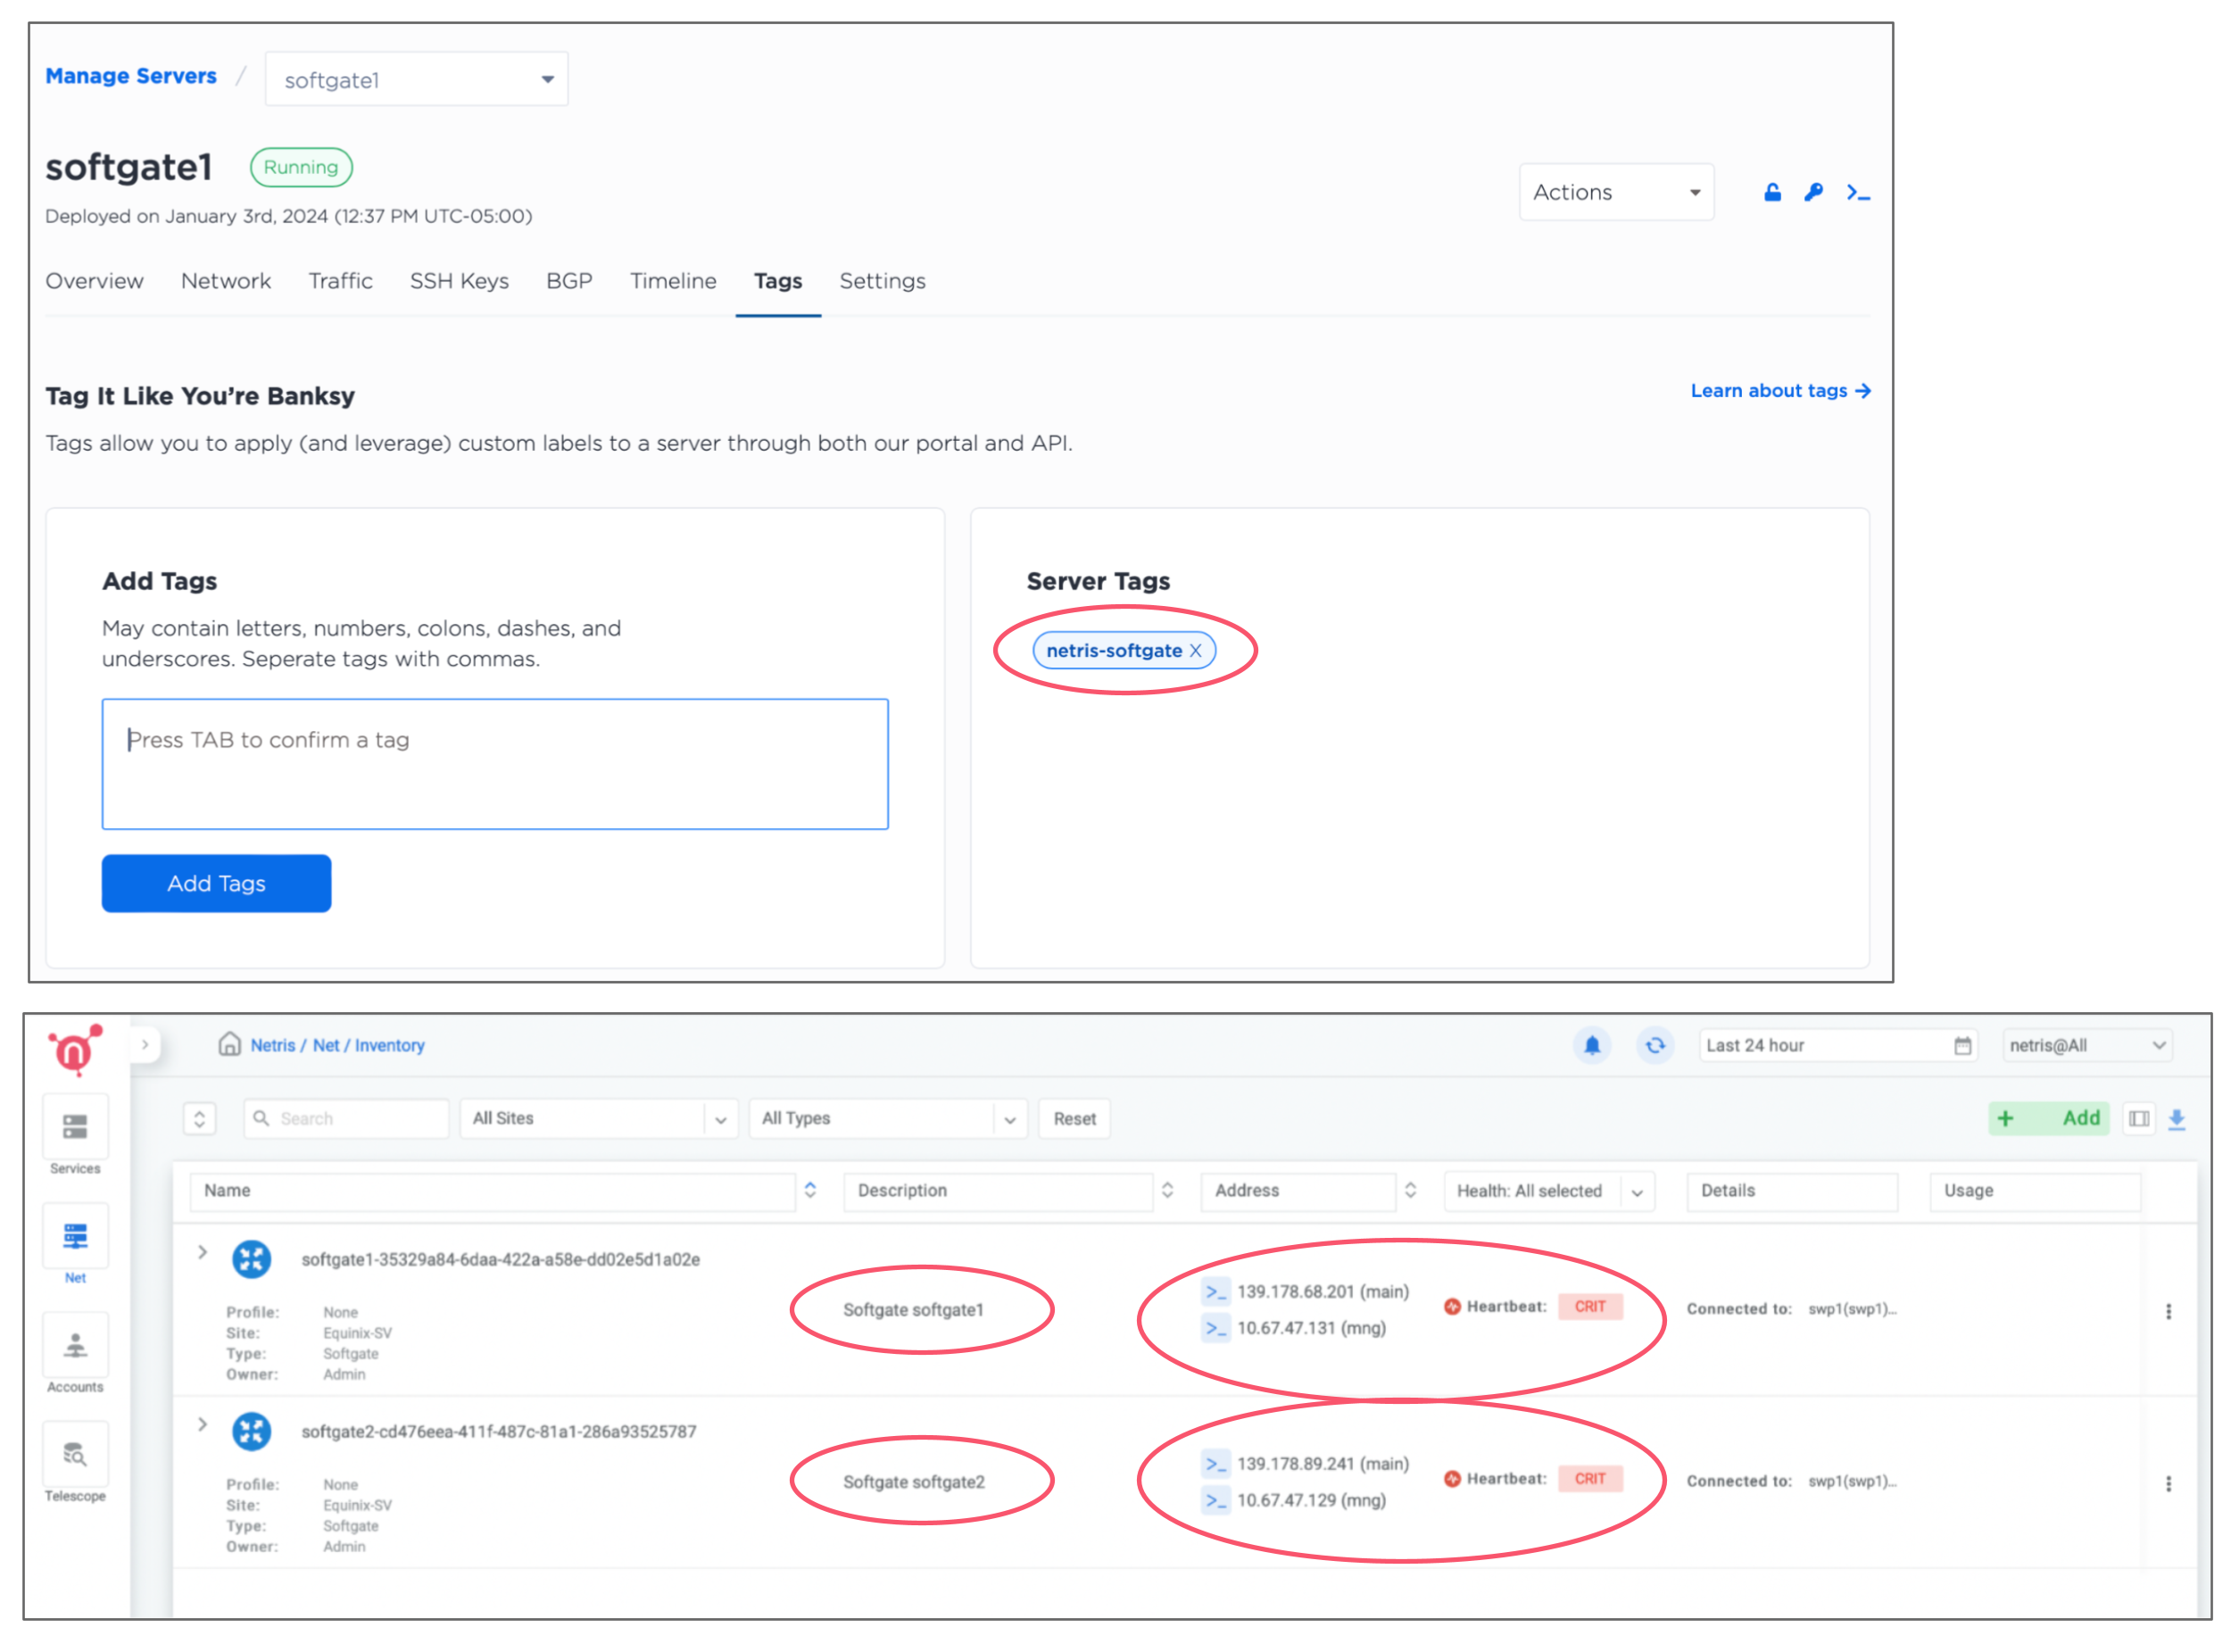 Manage Servers / softgate1
softgate1 Running
Deployed on January 3rd, 2024 (12:37 PM UTC-05:00)
Actions
Overview Network Traffic SSH Keys BGP Timeline Tags Settings
Tag It Like You're Banksy
Learn about tags →
Tags allow you to apply (and leverage) custom labels to a server through both our portal and API.
Add Tags
May contain letters, numbers, colons, dashes, and
underscores. Seperate tags with commas.
Press TAB to confirm a tag
Add Tags
Server Tags
netris-softgate X
Netris / Net / Inventory
Last 24 hour
netris@All
Services
Net
Accounts
Telescope
Search
All Sites
All Types
Reset
+ Add
Name Description Address Health: All selected Details Usage
softgate1-35329a84-6daa-422a-a58e-dd02e5d1a02e
Profile: None
Site: Equinix-SV
Type: Softgate
Owner: Admin
Softgate softgate1
>_ 139.178.68.201 (main)
>_ 10.67.47.131 (mng)
Heartbeat: CRIT
Connected to: swp1(swp1)...
softgate2-cd476eea-411f-487c-81a1-286a93525787
Profile: None
Site: Equinix-SV
Type: Softgate
Owner: Admin
Softgate softgate2
>_ 139.178.89.241 (main)
>_ 10.67.47.129 (mng)
Heartbeat: CRIT
Connected to: swp1(swp1)...